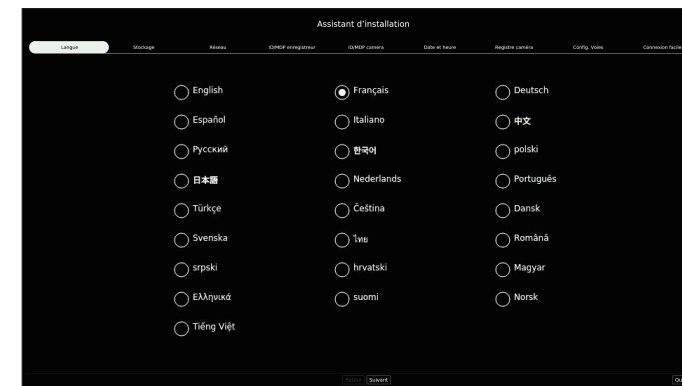 Assistant d'installation
Langue Stockage Réseau ID/MDP enregistreur ID/MDP caméra Date et heure Registre caméra Config. Voies Connexion facile
English Français Deutsch
Español Italiano 中文
Русский 한국어 polski
日本語 Nederlands Português
Türkçe Čeština Dansk
Svenska ไทย Română
srpski hrvatski Magyar
Ελληνικά suomi Norsk
Tiếng Việt
Retour Suivant